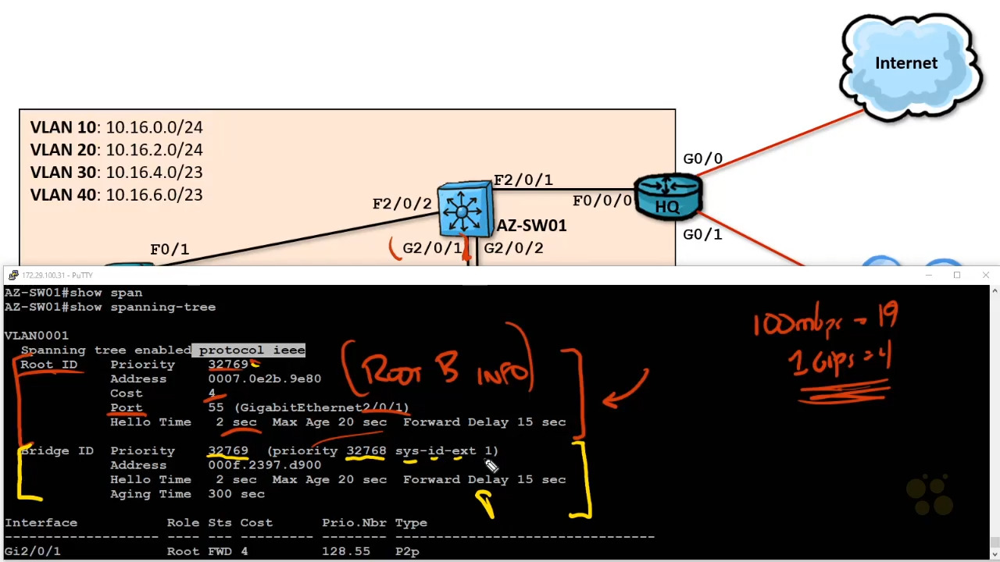 Internet
VLAN 10: 10.16.0.0/24
VLAN 20: 10.16.2.0/24
VLAN 30: 10.16.4.0/23
VLAN 40: 10.16.6.0/23
G0/0
F2/0/1
F2/0/2
F0/0/0
HQ
AZ-SW01
G0/1
F0/1
G2/0/1
G2/0/2
172.29.100.31 - PuTTY
AZ-SW01#show span
AZ-SW01#show spanning-tree
VLAN0001
Spanning tree enabled protocol ieee
Root ID Priority 32769
Address 0007.0e2b.9e80
Cost 4
Port 55 (GigabitEthernet2/0/1)
Hello Time 2 sec Max Age 20 sec Forward Delay 15 sec
Bridge ID Priority 32769 (priority 32768 sys-id-ext 1)
Address 000f.2397.d900
Hello Time 2 sec Max Age 20 sec Forward Delay 15 sec
Aging Time 300 sec
Interface Role Sts Cost Prio.Nbr Type
------------------- ---- --- --------- -------- --------------------------------
Gi2/0/1 Root FWD 4 128.55 P2p
(ROOT B INFO)
100mbps - 19
1Gips = 4